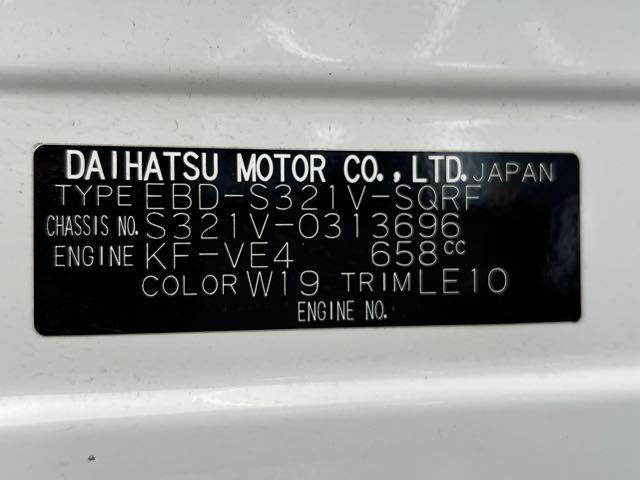 DAIHATSU MOTOR CO., LTD. JAPAN
TYPE EBD-S321V-SQRF
CHASSIS NO. S321V-0313696
ENGINE KF-VE4 658cc
COLOR W19 TRIM LE10
ENGINE NO.